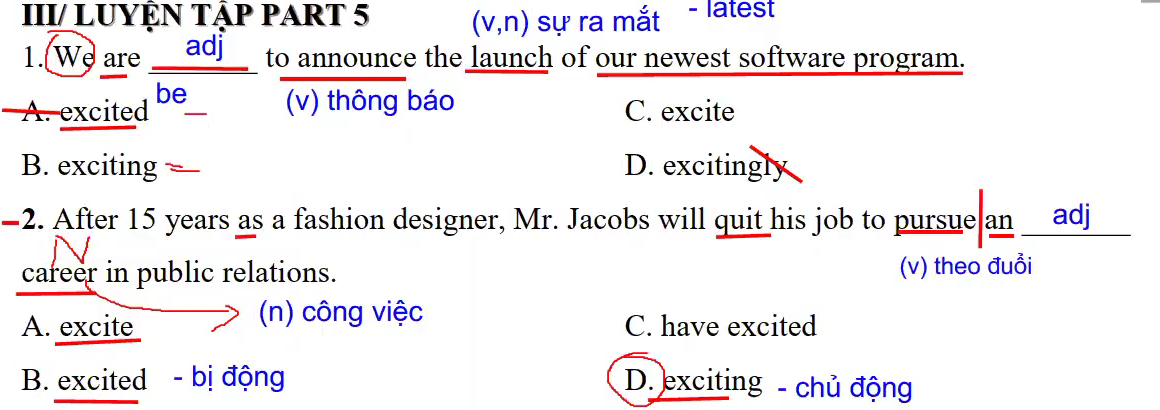 III/ LUYỆN TẬP PART 5
(v,n) sự ra mắt - latest
adj
1. We are ________ to announce the launch of our newest software program.
be
(v) thông báo
A. excited C. excite
B. exciting D. excitingly
2. After 15 years as a fashion designer, Mr. Jacobs will quit his job to pursue an ________
adj
N
(v) theo đuổi
career in public relations.
(n) công việc
A. excite C. have excited
B. excited - bị động D. exciting - chủ động